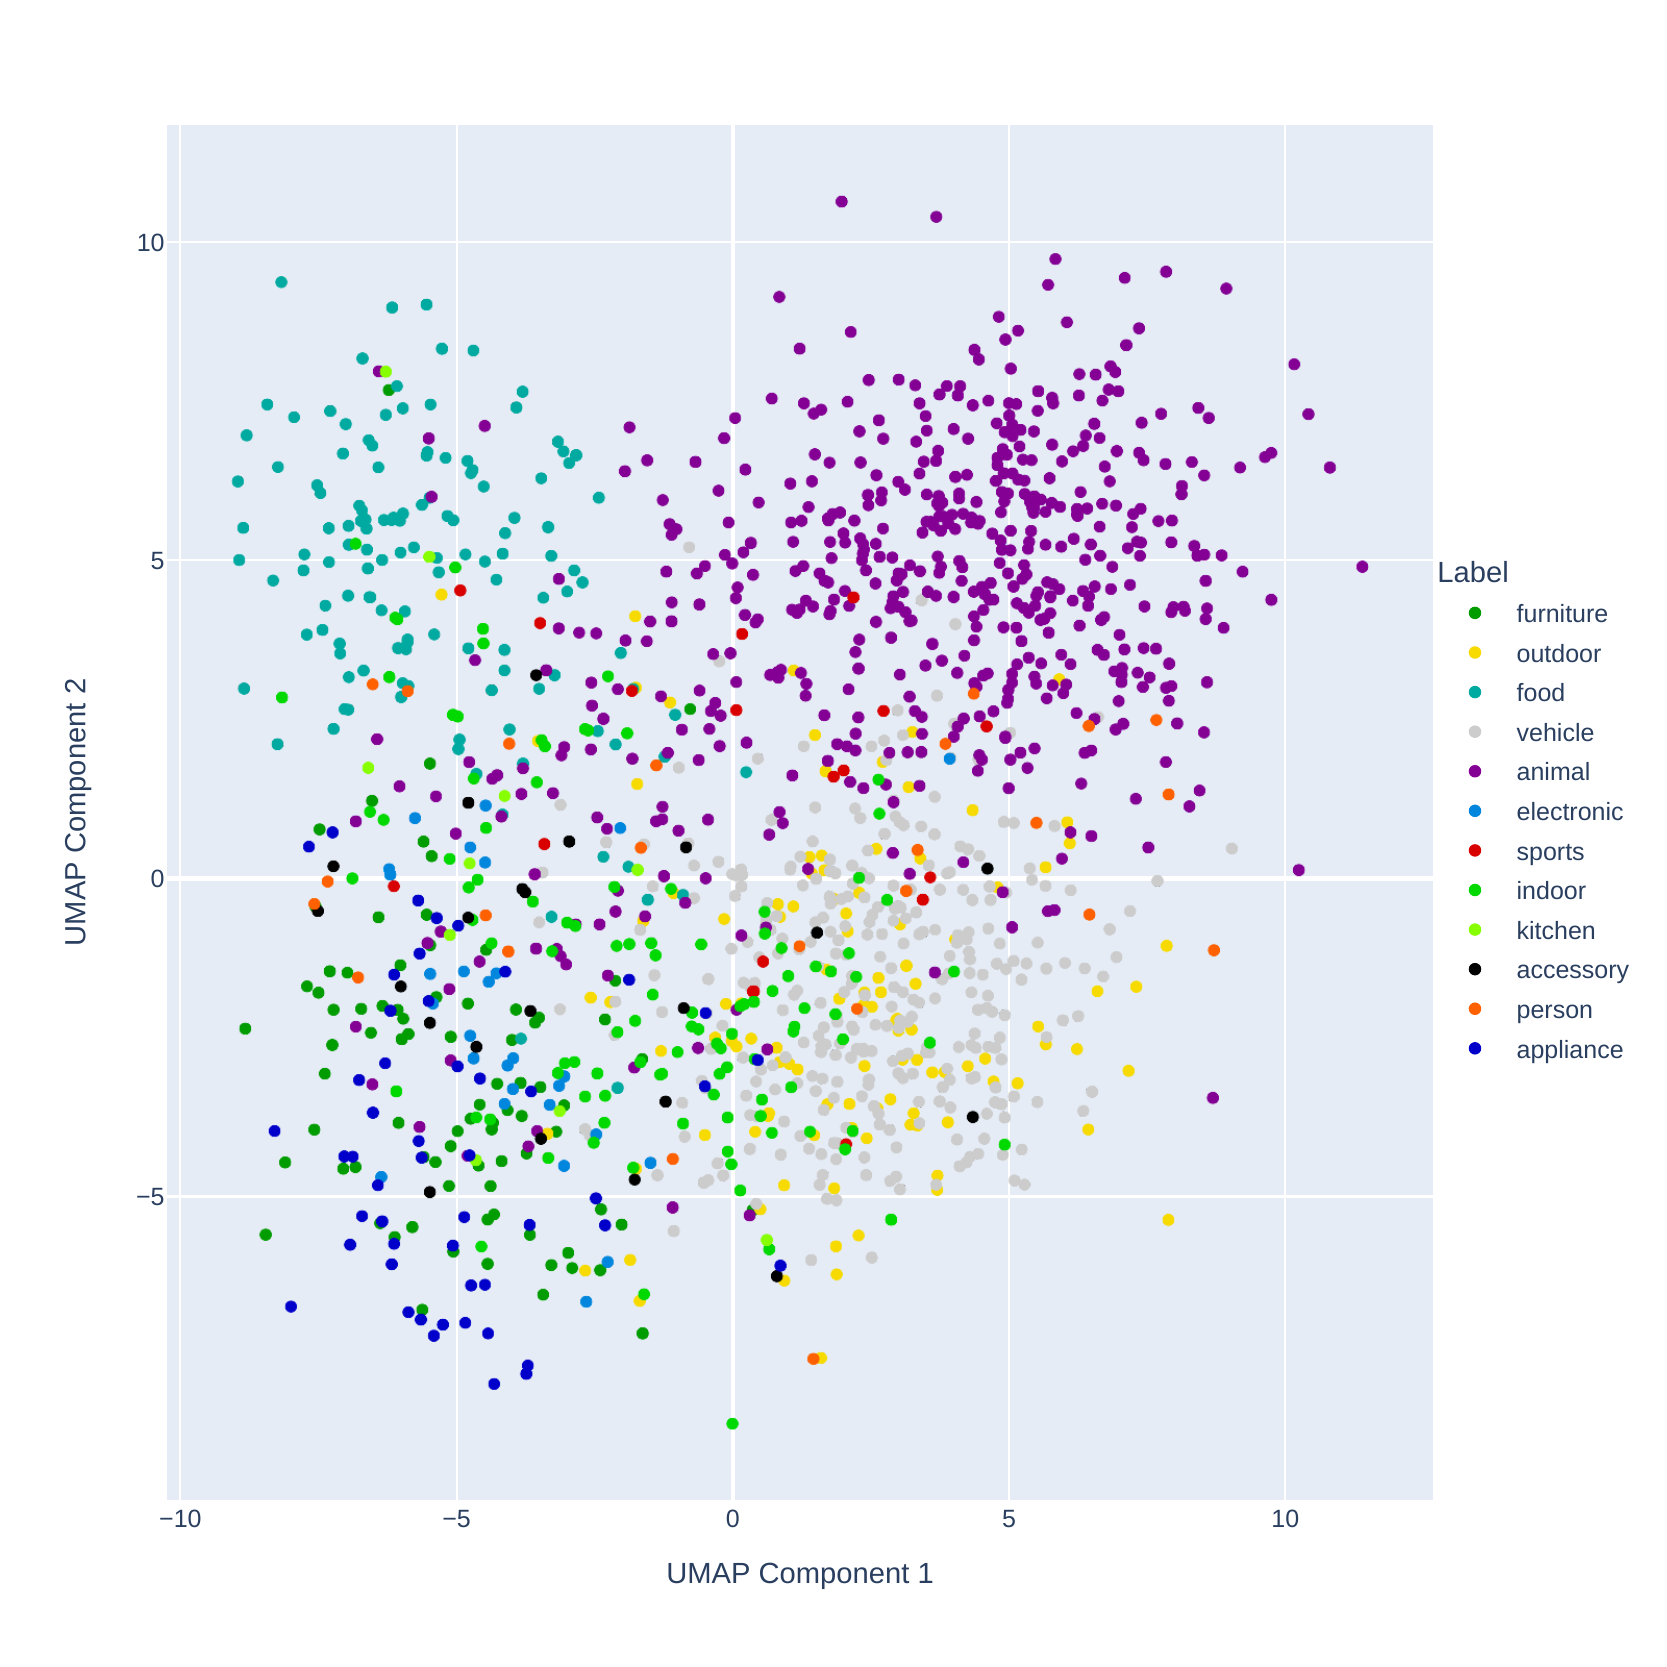 10
5
0
−5
UMAP Component 2
−10
−5
0
5
10
UMAP Component 1
Label
furniture
outdoor
food
vehicle
animal
electronic
sports
indoor
kitchen
accessory
person
appliance